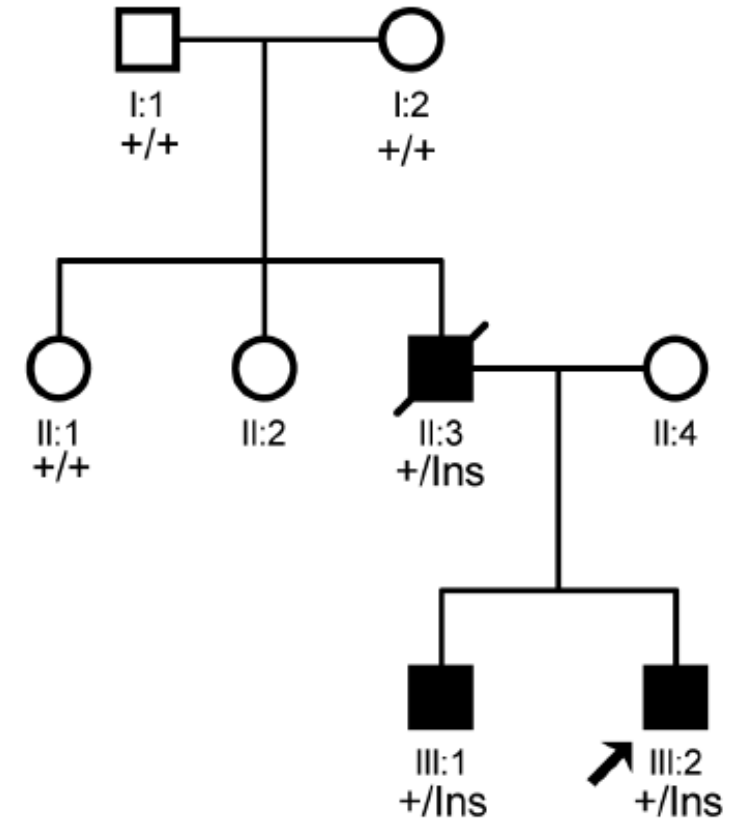 I:1
+/+
I:2
+/+
II:1
+/+
II:2
II:3
+/Ins
II:4
III:1
+/Ins
III:2
+/Ins